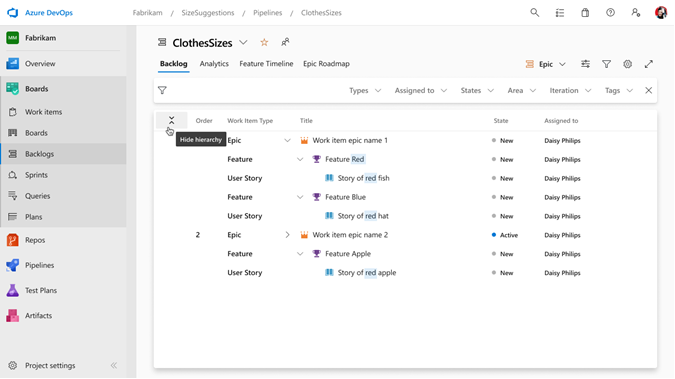 Azure DevOps
Fabrikam / SizeSuggestions / Pipelines / ClothesSizes
MM Fabrikam
Overview
Boards
Work items
Boards
Backlogs
Sprints
Queries
Plans
Repos
Pipelines
Test Plans
Artifacts
Project settings
ClothesSizes
Backlog Analytics Feature Timeline Epic Roadmap
Epic
Types Assigned to States Area Iteration Tags
Order Work Item Type Title State Assigned to
Hide hierarchy
Epic Work item epic name 1 New Daisy Philips
Feature Feature Red New Daisy Philips
User Story Story of red fish New Daisy Philips
Feature Feature Blue New Daisy Philips
User Story Story of red hat New Daisy Philips
2 Epic Work item epic name 2 Active Daisy Philips
Feature Feature Apple New Daisy Philips
User Story Story of red apple New Daisy Philips